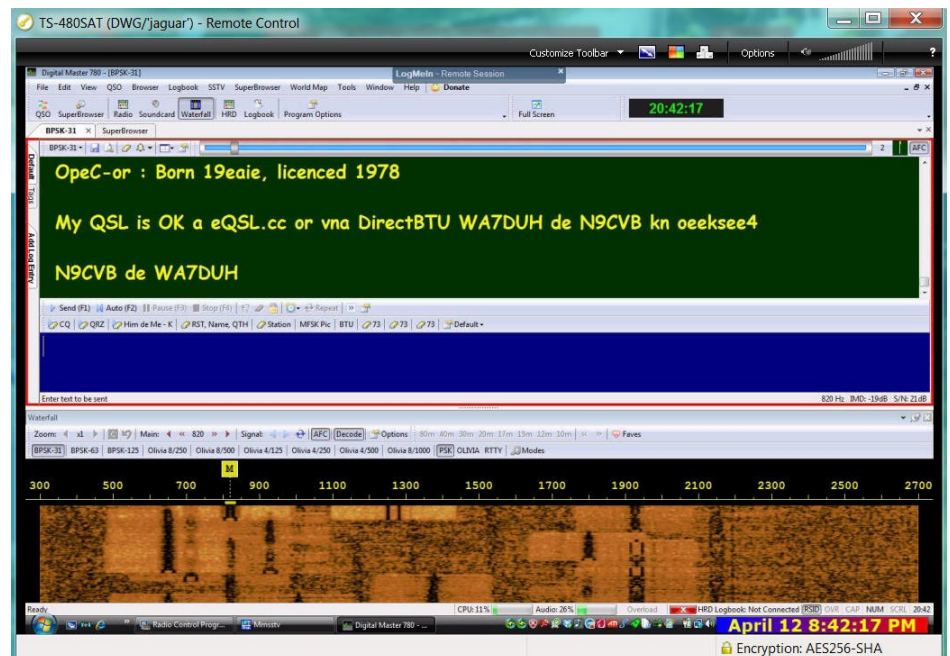 TS-480SAT (DWG/'jaguar') - Remote Control
Customize Toolbar Options ?
Digital Master 780 - [BPSK-31]
LogMeIn - Remote Session
File Edit View QSO Browser Logbook SSTV SuperBrowser World Map Tools Window Help Donate
QSO SuperBrowser Radio Soundcard Waterfall HRD Logbook Program Options Full Screen 20:42:17
BPSK-31 SuperBrowser
BPSK-31 2 AFC
Default
Tags
Add Log Entry
OpeC-or : Born 19eaie, licenced 1978
My QSL is OK a eQSL.cc or vna DirectBTU WA7DUH de N9CVB kn oeeksee4
N9CVB de WA7DUH
Send (F1) Auto (F2) Pause (F3) Stop (F4) Repeat
CQ QRZ Him de Me - K RST, Name, QTH Station MFSK Pic BTU 73 73 73 Default
Enter text to be sent 820 Hz IMD: -19dB S/N: 21dB
Waterfall
Zoom: x1 Main: 820 Signal: AFC Decode Options 80m 40m 30m 20m 17m 15m 12m 10m Faves
BPSK-31 BPSK-63 BPSK-125 Olivia 8/250 Olivia 8/500 Olivia 4/125 Olivia 4/250 Olivia 4/500 Olivia 8/1000 PSK OLIVIA RTTY Modes
M
300 500 700 900 1100 1300 1500 1700 1900 2100 2300 2500 2700
Ready CPU: 11% Audio: 26% Overload HRD Logbook: Not Connected RSID OVR CAP NUM SCRL 20:42
Radio Control Progr... Mmsstv Digital Master 780 - ... April 12 8:42:17 PM
Encryption: AES256-SHA